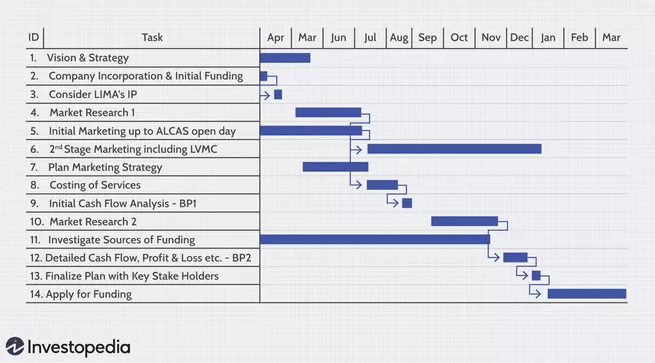 ID Task Apr Mar Jun Jul Aug Sep Oct Nov Dec Jan Feb Mar
1. Vision & Strategy
2. Company Incorporation & Initial Funding
3. Consider LIMA's IP
4. Market Research 1
5. Initial Marketing up to ALCAS open day
6. 2nd Stage Marketing including LVMC
7. Plan Marketing Strategy
8. Costing of Services
9. Initial Cash Flow Analysis - BP1
10. Market Research 2
11. Investigate Sources of Funding
12. Detailed Cash Flow, Profit & Loss etc. - BP2
13. Finalize Plan with Key Stake Holders
14. Apply for Funding
Investopedia